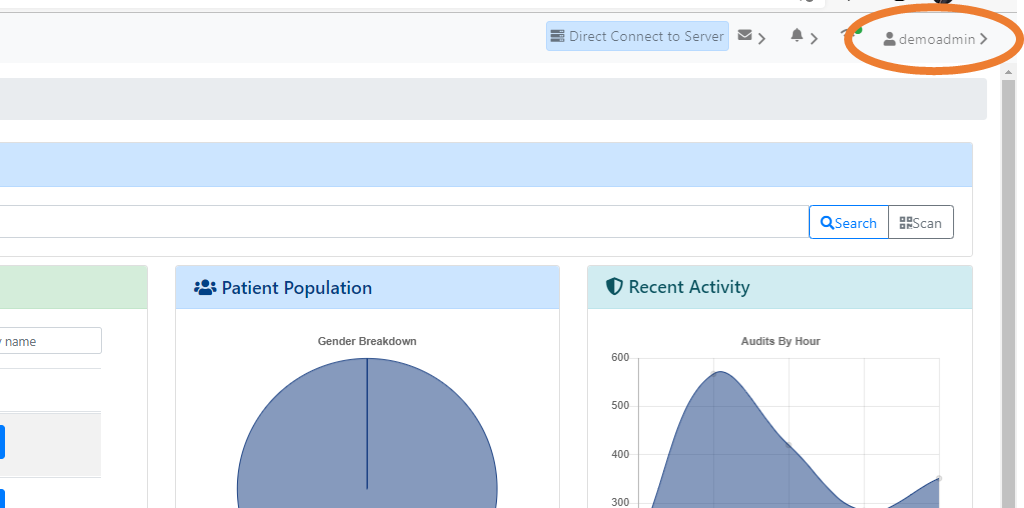 Direct Connect to Server
demoadmin
Search
Scan
Patient Population
Recent Activity
name
Gender Breakdown
Audits By Hour
600
500
400
300